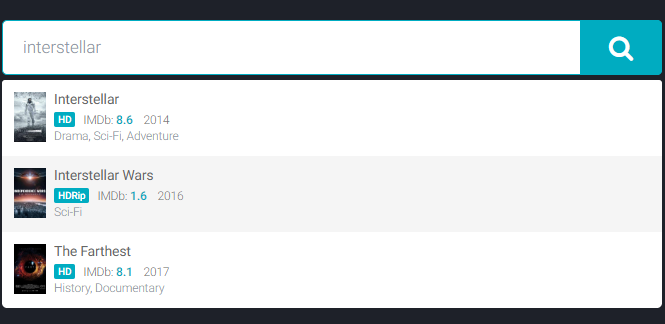 interstellar
Interstellar
HD IMDb: 8.6 2014
Drama, Sci-Fi, Adventure
Interstellar Wars
HDRip IMDb: 1.6 2016
Sci-Fi
The Farthest
HD IMDb: 8.1 2017
History, Documentary